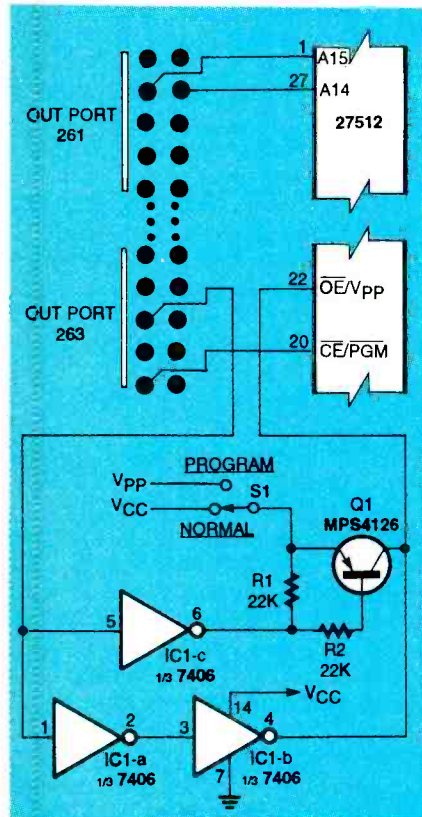 1
A15
27
A14
OUT PORT
261
27512
OUT PORT
263
22
OE/VPP
20
CE/PGM
PROGRAM
VPP
S1
VCC
NORMAL
Q1
MPS4126
R1
22K
R2
22K
5
6
IC1-c
1/3 7406
14
VCC
1
2
3
4
7
IC1-a
1/3 7406
IC1-b
1/3 7406